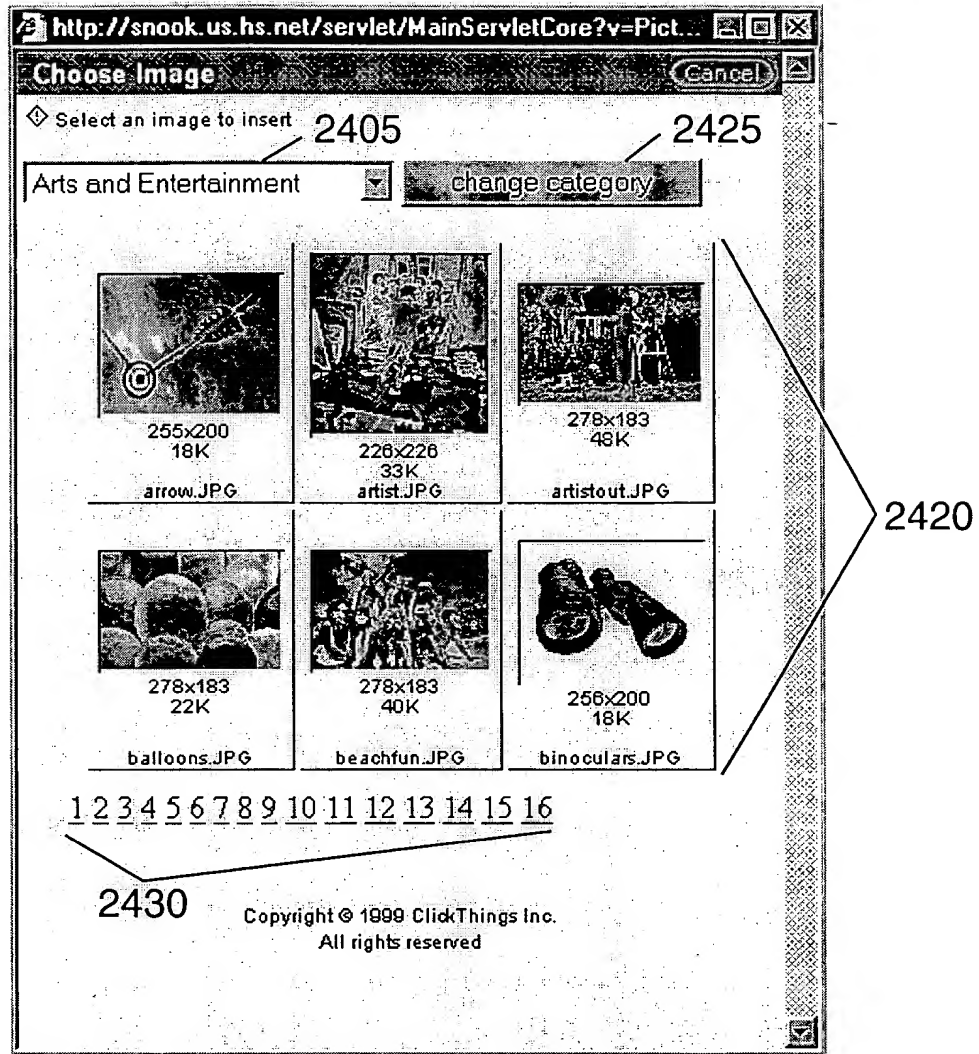 http://snook.us.hs.net/servlet/MainServletCore?v=Pict...
Choose Image
Cancel
Select an image to insert
2405
2425
Arts and Entertainment
change category
255x200
18K
arrow.JPG
226x226
33K
artist.JPG
278x183
48K
artistout.JPG
2420
278x183
22K
balloons.JPG
278x183
40K
beachfun.JPG
256x200
18K
binoculars.JPG
1 2 3 4 5 6 7 8 9 10 11 12 13 14 15 16
2430
Copyright © 1999 ClickThings Inc.
All rights reserved